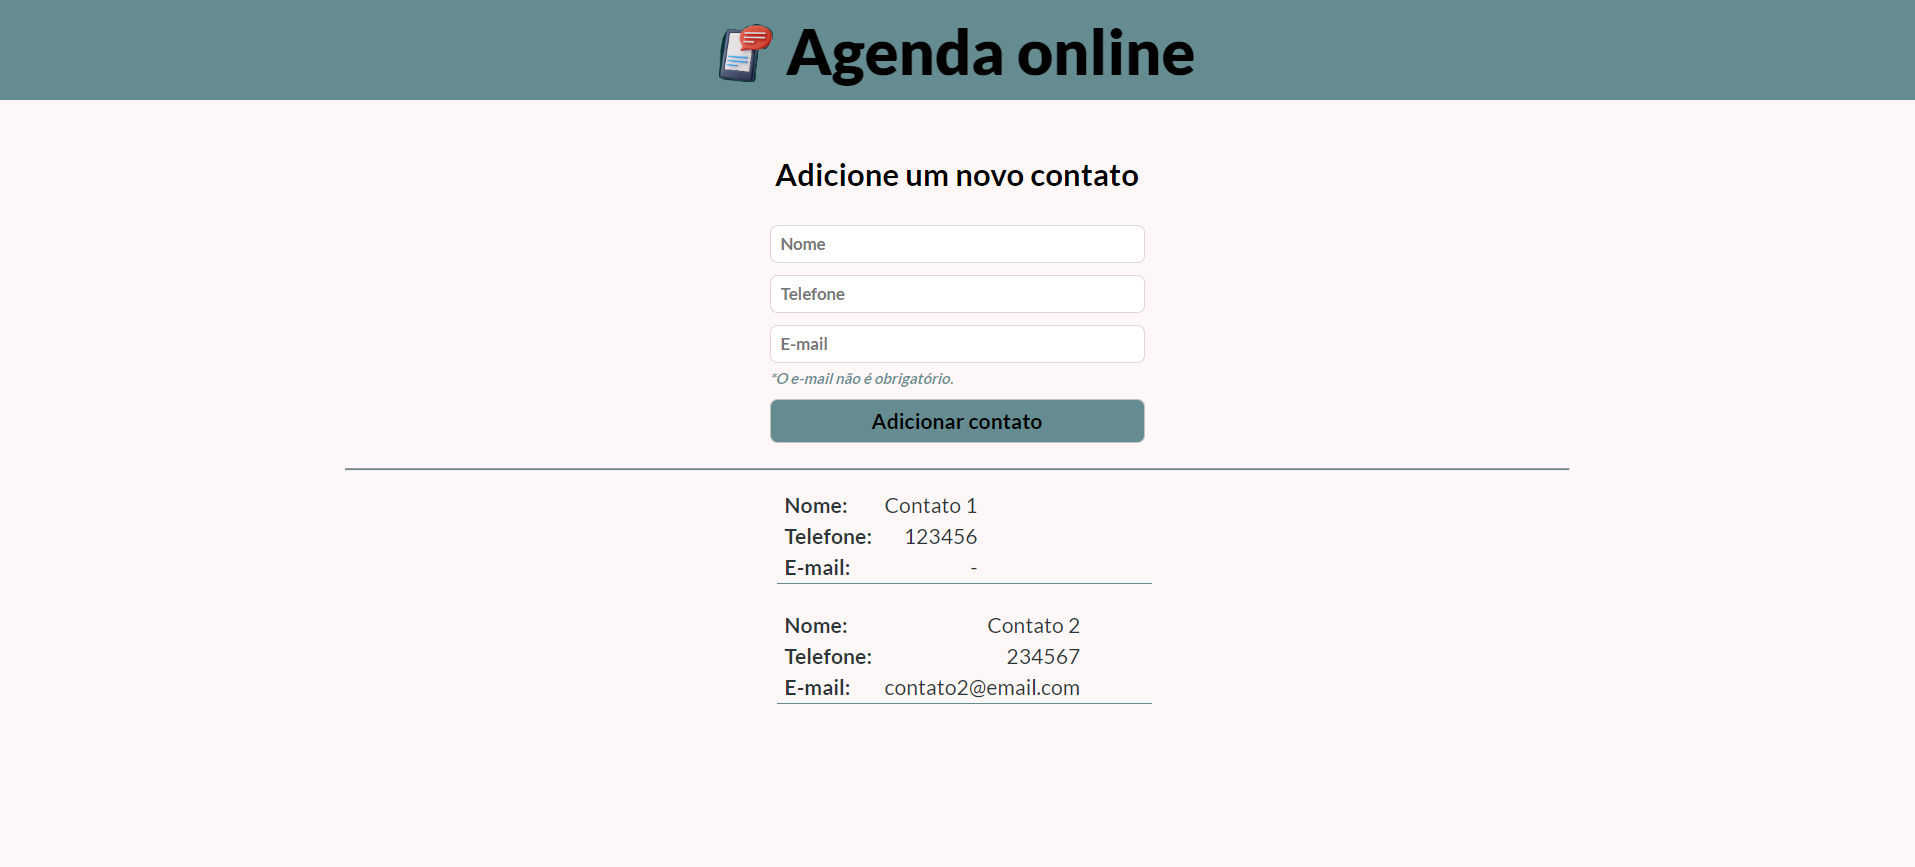 Agenda online
Adicione um novo contato
Nome
Telefone
E-mail
*O e-mail não é obrigatório.
Adicionar contato
Nome: Contato 1
Telefone: 123456
E-mail: -
Nome: Contato 2
Telefone: 234567
E-mail: contato2@email.com